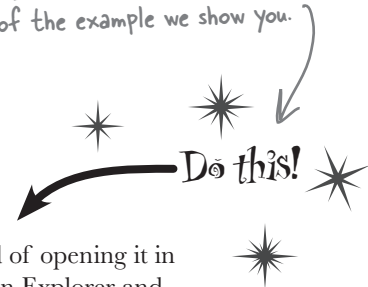 of the example we show you.
Do this!
of opening it in
n Explorer and